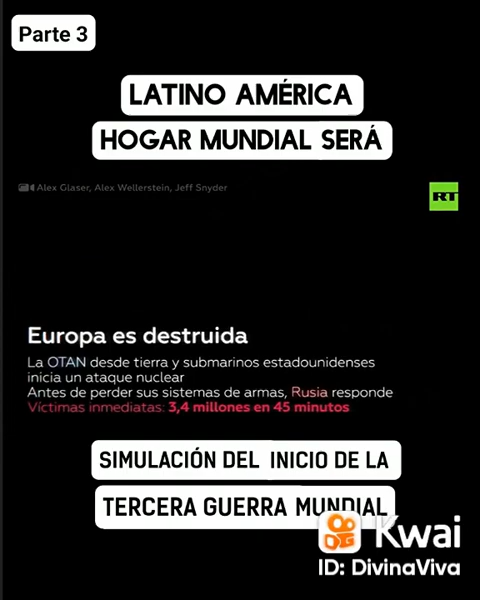 Parte 3
LATINO AMÉRICA
HOGAR MUNDIAL SERÁ
Alex Glaser, Alex Wellerstein, Jeff Snyder
RT
Europa es destruida
La OTAN desde tierra y submarinos estadounidenses
inicia un ataque nuclear
Antes de perder sus sistemas de armas, Rusia responde
Víctimas inmediatas: 3,4 millones en 45 minutos
SIMULACIÓN DEL INICIO DE LA
TERCERA GUERRA MUNDIAL
Kwai
ID: DivinaViva